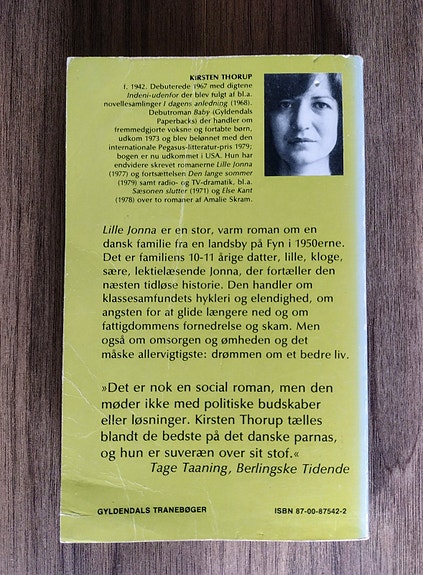 KIRSTEN THORUP
f. 1942. Debuterede 1967 med digtene
Indeni-udenfor der blev fulgt af bl.a.
novellesamlinger I dagens anledning (1968).
Debutroman Baby (Gyldendals
Paperbacks) der handler om
fremmedgjorte voksne og fortabte børn,
udkom 1973 og blev belønnet med den
internationale Pegasus-litteratur-pris 1979;
bogen er nu udkommet i USA. Hun har
endvidere skrevet romanerne Lille Jonna
(1977) og fortsættelsen Den lange sommer
(1979) samt radio- og TV-dramatik, bl.a.
Sæsonen slutter (1971) og Else Kant
(1978) over to romaner af Amalie Skram.
Lille Jonna er en stor, varm roman om en
dansk familie fra en landsby på Fyn i 1950erne.
Det er familiens 10-11 årige datter, lille, kloge,
sære, lektielæsende Jonna, der fortæller den
næsten tidløse historie. Den handler om
klassesamfundets hykleri og elendighed, om
angsten for at glide længere ned og om
fattigdommens fornedrelse og skam. Men
også om omsorgen og ømheden og det
måske allervigtigste: drømmen om et bedre liv.
»Det er nok en social roman, men den
møder ikke med politiske budskaber
eller løsninger. Kirsten Thorup tælles
blandt de bedste på det danske parnas,
og hun er suveræn over sit stof.«
Tage Taaning, Berlingske Tidende
GYLDENDALS TRANEBØGER
ISBN 87-00-87542-2